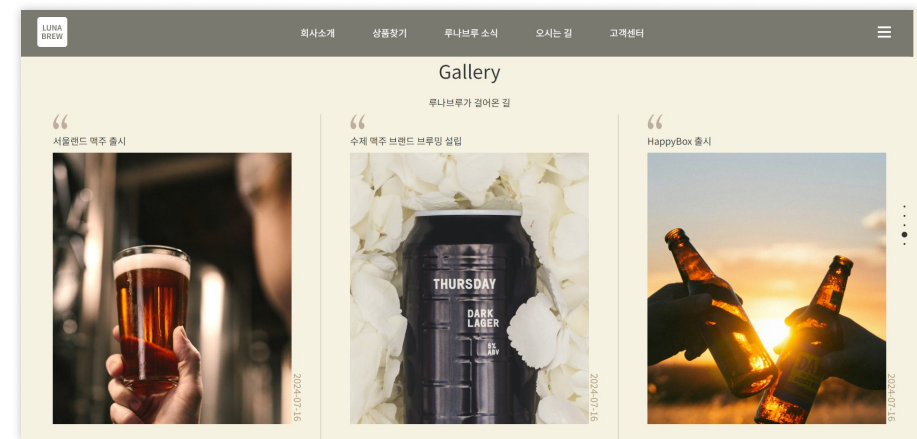 LUNA
BREW
회사소개 상품찾기 루나브루 소식 오시는 길 고객센터
Gallery
루나브루가 걸어온 길
서울랜드 맥주 출시
수제 맥주 브랜드 브루밍 설립
HappyBox 출시
THURSDAY
DARK
LAGER
5%
ABV
2024-07-16
2024-07-16
2024-07-16